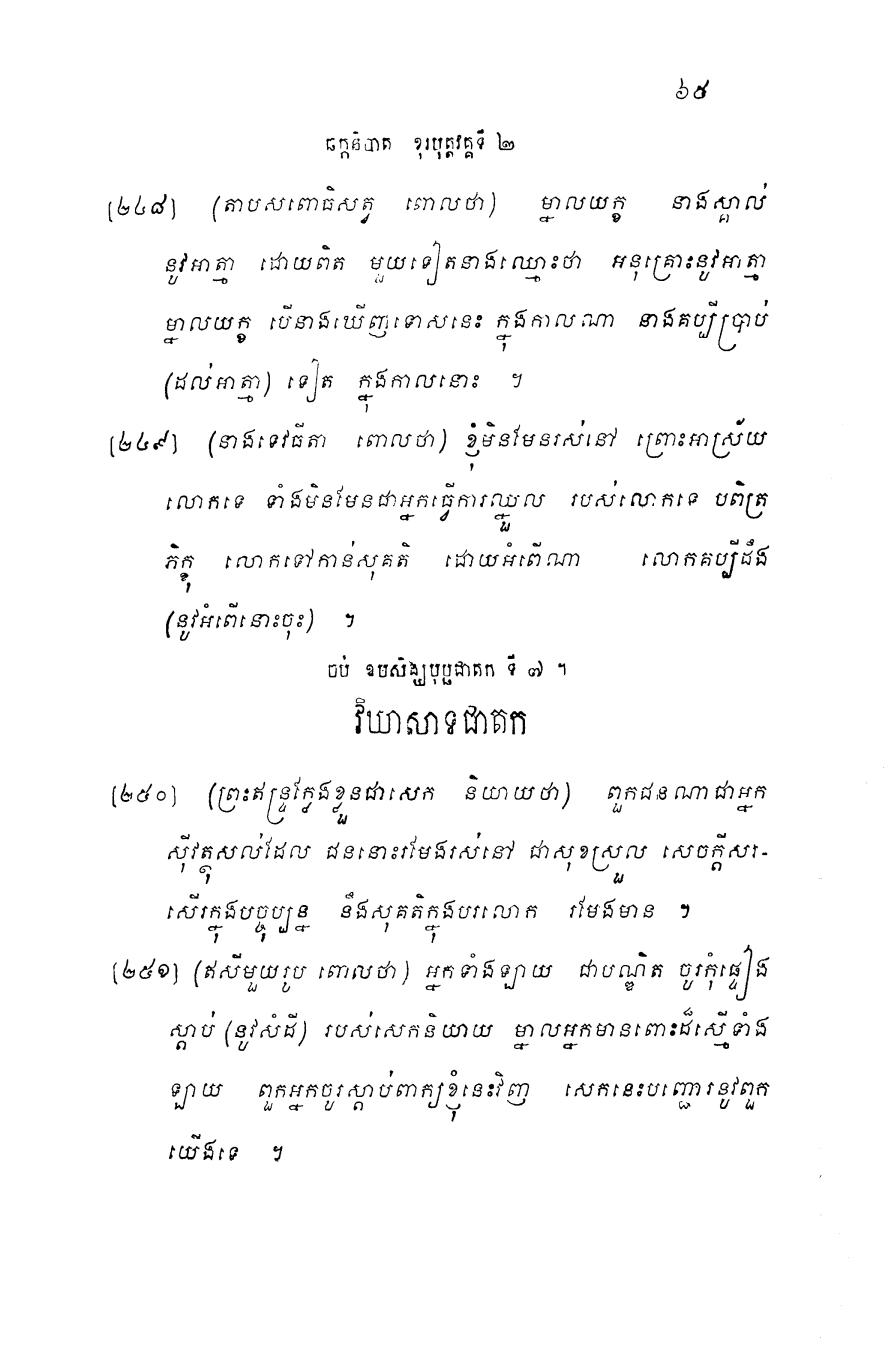 ៦៥
ឆក្កនិបាត ខុរបុត្តវគ្គទី ២
[២៤៨] (តាបសពោធិសត្វ ពោលថា) ម្នាលយក្ខ នាងស្គាល់
នូវអាត្មា ដោយពិត មួយទៀតនាងឈ្មោះថា អនុគ្រោះនូវអាត្មា
ម្នាលយក្ខ បើនាងឃើញទោសនេះ ក្នុងកាលណា នាងគប្បីប្រាប់
(ដល់អាត្មា) ទៀត ក្នុងកាលនោះ ។
[២៤៩] (នាងទេវធីតា ពោលថា) ខ្ញុំមិនមែនរស់នៅ ព្រោះអាស្រ័យ
លោកទេ ទាំងមិនមែនជាអ្នកធ្វើការឈ្នួល របស់លោកទេ បពិត្រ
ភិក្ខុ លោកទៅកាន់សុគតិ ដោយអំពើណា លោកគប្បីដឹង
(នូវអំពើនោះចុះ) ។
ចប់ ឧបសិង្ឃបុប្ផជាតក ទី ៧ ។
វិឃាសាទជាតក
[២៥០] (ព្រះឥន្ទ្រក្លែងខ្លួនជាសេក និយាយថា) ពួកជនណាជាអ្នក
ស៊ីវត្ថុសល់ដែល ជននោះរមែងរស់នៅ ជាសុខស្រួល សេចក្តីសរ-
សើរក្នុងបច្ចុប្បន្ន នឹងសុគតិក្នុងបរលោក រមែងមាន ។
[២៥១] (ឥសីមួយរូប ពោលថា) អ្នកទាំងឡាយ ជាបណ្ឌិត ចូរកុំផ្ទៀង
ស្តាប់ (នូវសំដី) របស់សេកនិយាយ ម្នាលអ្នកមានពោះដ៏ស្មើទាំង
ឡាយ ពួកអ្នកចូរស្តាប់ពាក្យខ្ញុំនេះវិញ សេកនេះបញ្ជោរនូវពួក
យើងទេ ។